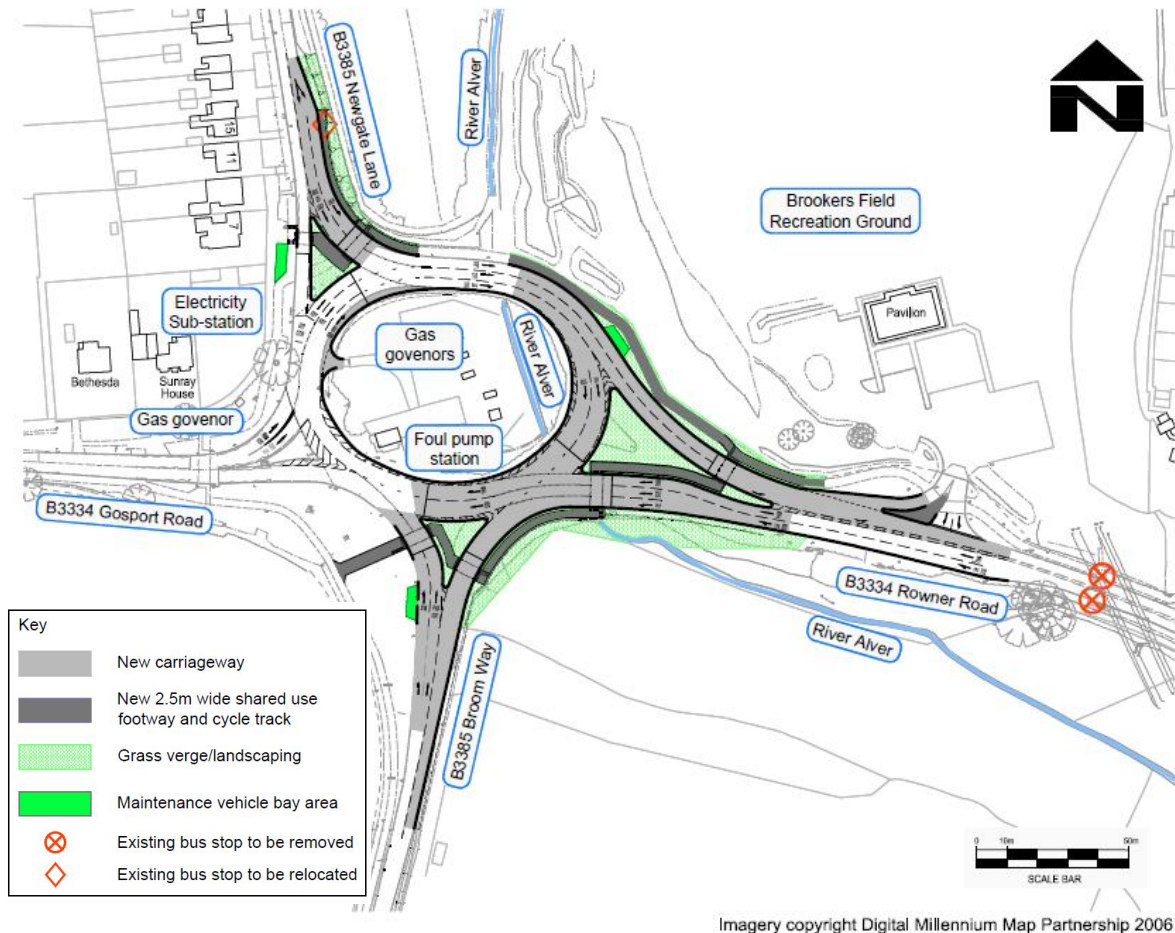 B3385 Newgate Lane
River Alver
N
15
11
7
Brookers Field
Recreation Ground
Pavilion
Electricity
Sub-station
Gas
govenors
River Alver
Bethesda
Sunray
House
Gas govenor
Foul pump
station
B3334 Gosport Road
B3334 Rowner Road
River Alver
B3385 Broom Way
Key
New carriageway
New 2.5m wide shared use
footway and cycle track
Grass verge/landscaping
Maintenance vehicle bay area
Existing bus stop to be removed
Existing bus stop to be relocated
0 10m 50m
SCALE BAR
Imagery copyright Digital Millennium Map Partnership 2006